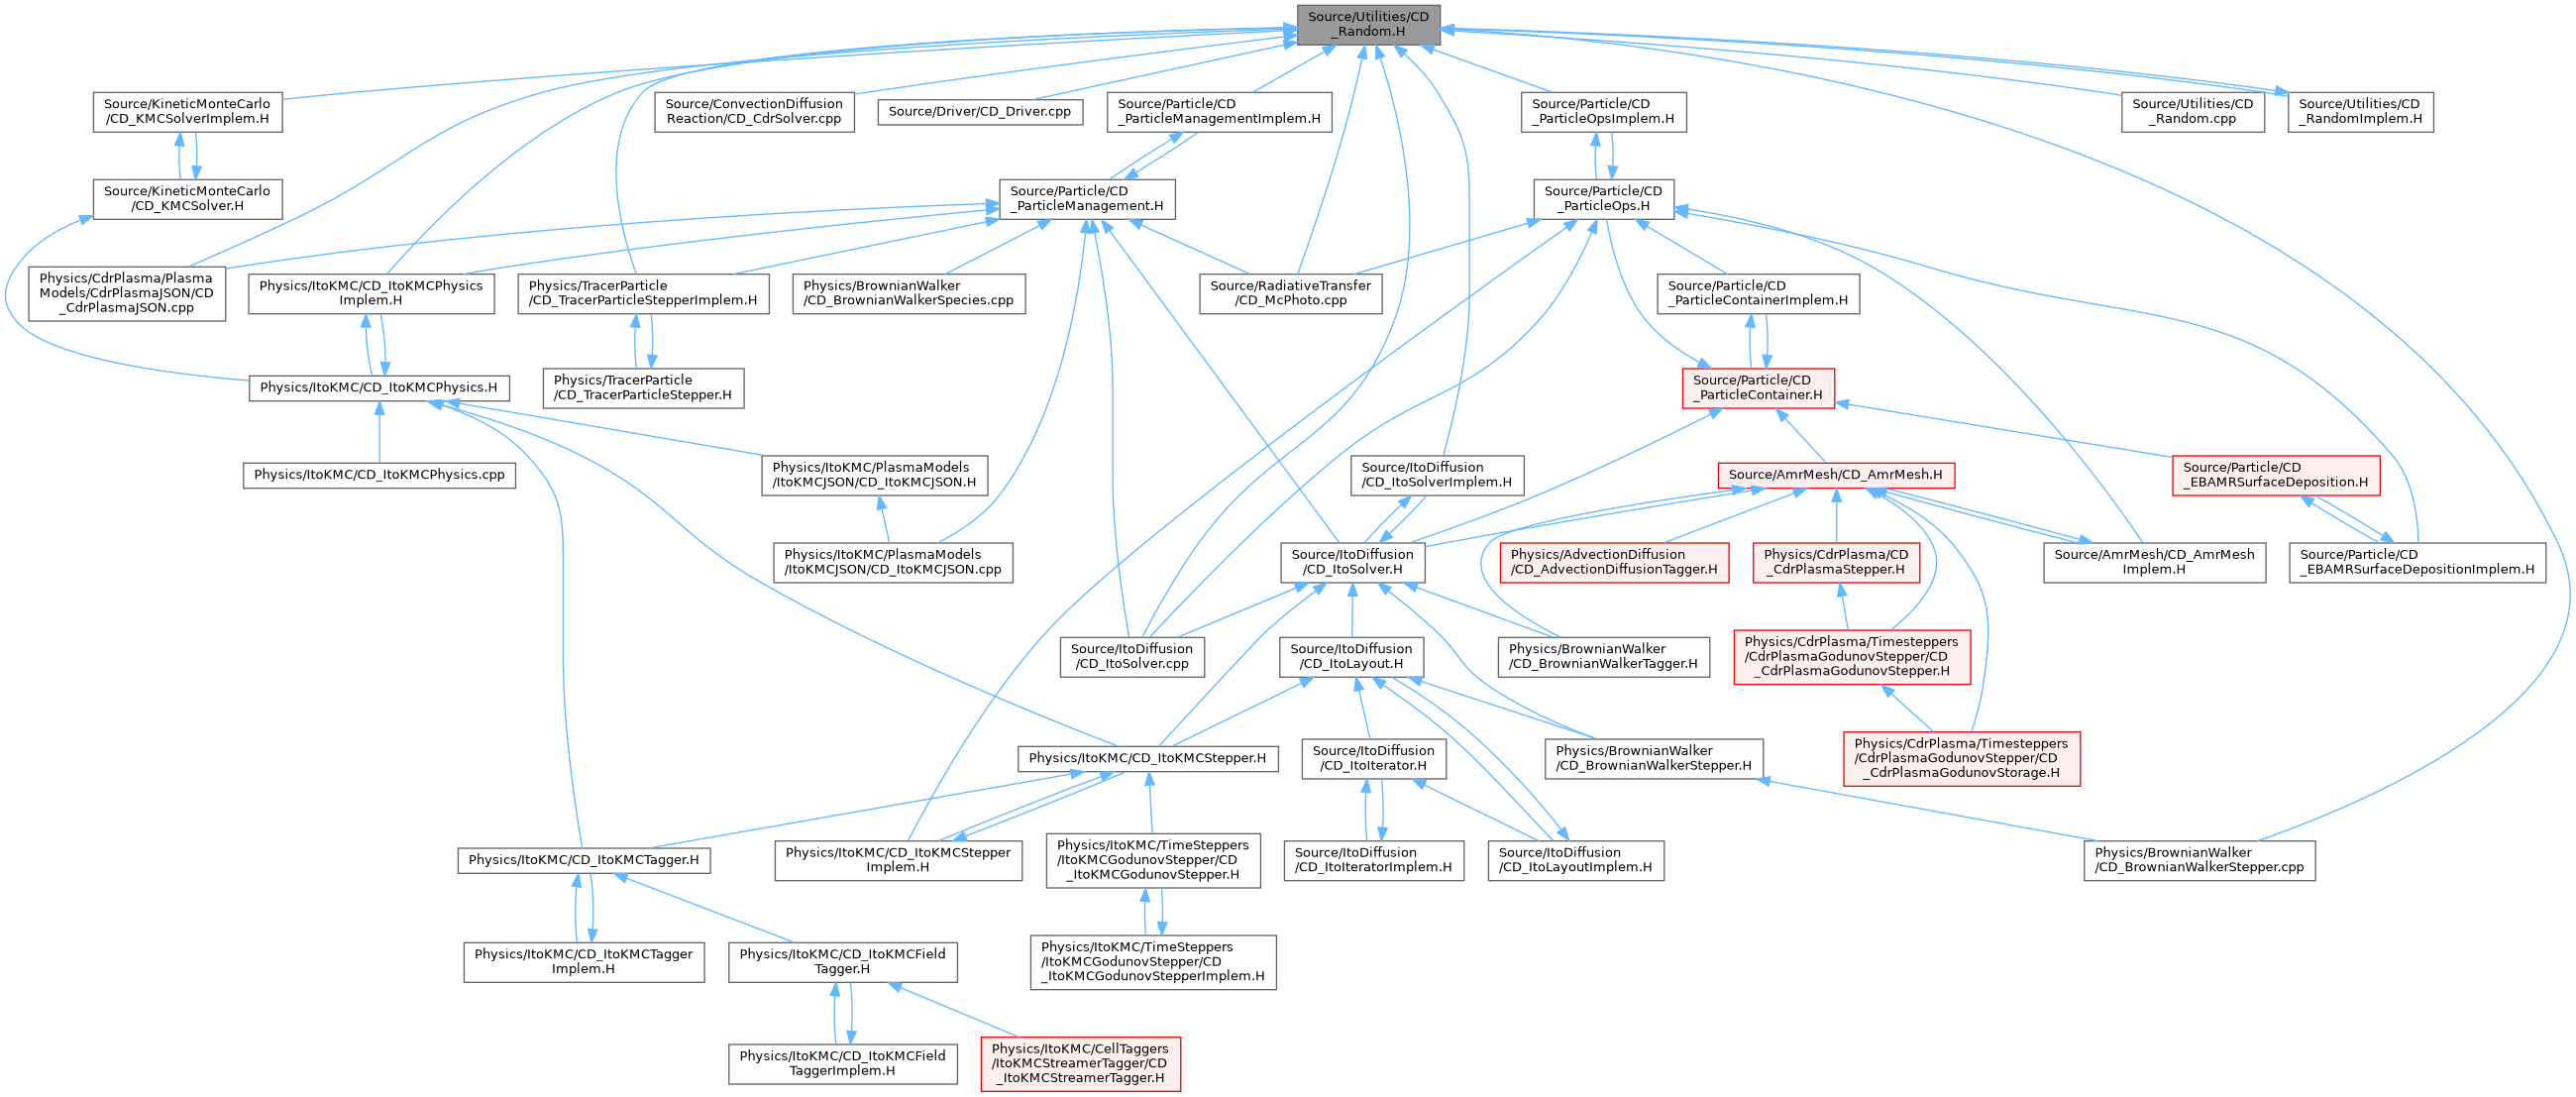 Source/Utilities/CD
_Random.H
Source/KineticMonteCarlo
/CD_KMCSolverImplem.H
Source/ConvectionDiffusion
Reaction/CD_CdrSolver.cpp
Source/Driver/CD_Driver.cpp
Source/Particle/CD
_ParticleManagementImplem.H
Source/Particle/CD
_ParticleOpsImplem.H
Source/Utilities/CD
_Random.cpp
Source/Utilities/CD
_RandomImplem.H
Source/KineticMonteCarlo
/CD_KMCSolver.H
Source/Particle/CD
_ParticleManagement.H
Source/Particle/CD
_ParticleOps.H
Physics/CdrPlasma/Plasma
Models/CdrPlasmaJSON/CD
_CdrPlasmaJSON.cpp
Physics/ItoKMC/CD_ItoKMCPhysics
Implem.H
Physics/TracerParticle
/CD_TracerParticleStepperImplem.H
Physics/BrownianWalker
/CD_BrownianWalkerSpecies.cpp
Source/RadiativeTransfer
/CD_McPhoto.cpp
Source/Particle/CD
_ParticleContainerImplem.H
Physics/ItoKMC/CD_ItoKMCPhysics.H
Physics/TracerParticle
/CD_TracerParticleStepper.H
Source/Particle/CD
_ParticleContainer.H
Physics/ItoKMC/CD_ItoKMCPhysics.cpp
Physics/ItoKMC/PlasmaModels
/ItoKMCJSON/CD_ItoKMCJSON.H
Source/ItoDiffusion
/CD_ItoSolverImplem.H
Source/AmrMesh/CD_AmrMesh.H
Source/Particle/CD
_EBAMRSurfaceDeposition.H
Physics/ItoKMC/PlasmaModels
/ItoKMCJSON/CD_ItoKMCJSON.cpp
Source/ItoDiffusion
/CD_ItoSolver.H
Physics/AdvectionDiffusion
/CD_AdvectionDiffusionTagger.H
Physics/CdrPlasma/CD
_CdrPlasmaStepper.H
Source/AmrMesh/CD_AmrMesh
Implem.H
Source/Particle/CD
_EBAMRSurfaceDepositionImplem.H
Source/ItoDiffusion
/CD_ItoSolver.cpp
Source/ItoDiffusion
/CD_ItoLayout.H
Physics/BrownianWalker
/CD_BrownianWalkerTagger.H
Physics/CdrPlasma/Timesteppers
/CdrPlasmaGodunovStepper/CD
_CdrPlasmaGodunovStepper.H
Physics/ItoKMC/CD_ItoKMCStepper.H
Source/ItoDiffusion
/CD_ItoIterator.H
Physics/BrownianWalker
/CD_BrownianWalkerStepper.H
Physics/CdrPlasma/Timesteppers
/CdrPlasmaGodunovStepper/CD
_CdrPlasmaGodunovStorage.H
Physics/ItoKMC/CD_ItoKMCTagger.H
Physics/ItoKMC/CD_ItoKMCStepper
Implem.H
Physics/ItoKMC/TimeSteppers
/ItoKMCGodunovStepper/CD
_ItoKMCGodunovStepper.H
Source/ItoDiffusion
/CD_ItoIteratorImplem.H
Source/ItoDiffusion
/CD_ItoLayoutImplem.H
Physics/BrownianWalker
/CD_BrownianWalkerStepper.cpp
Physics/ItoKMC/CD_ItoKMCTagger
Implem.H
Physics/ItoKMC/CD_ItoKMCField
Tagger.H
Physics/ItoKMC/TimeSteppers
/ItoKMCGodunovStepper/CD
_ItoKMCGodunovStepperImplem.H
Physics/ItoKMC/CD_ItoKMCField
TaggerImplem.H
Physics/ItoKMC/CellTaggers
/ItoKMCStreamerTagger/CD
_ItoKMCStreamerTagger.H